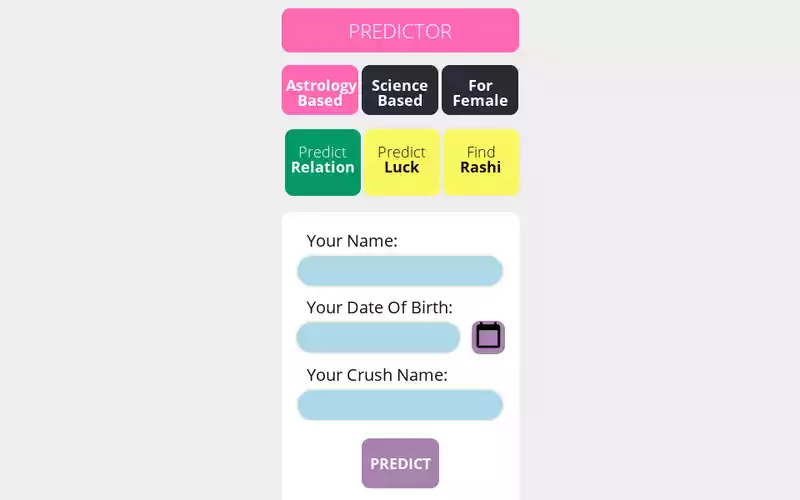 PREDICTOR
Astrology
Based
Science
Based
For
Female
Predict
Relation
Predict
Luck
Find
Rashi
Your Name:
Your Date Of Birth:
Your Crush Name:
PREDICT